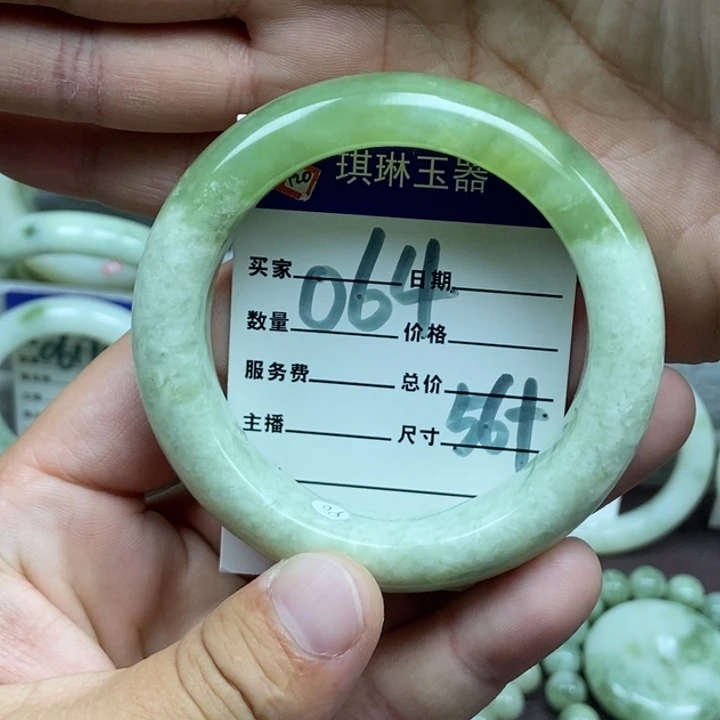 琪琳玉器
买家 064 日期
数量 价格
服务费 总价
主播 尺寸 56+